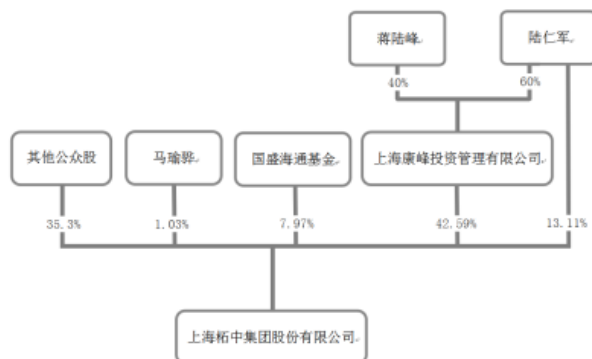 蒋陆峰
陆仁军
40%
60%
其他公众股
马瑜骅
国盛海通基金
上海康峰投资管理有限公司
35.3%
1.03%
7.97%
42.59%
13.11%
上海柘中集团股份有限公司